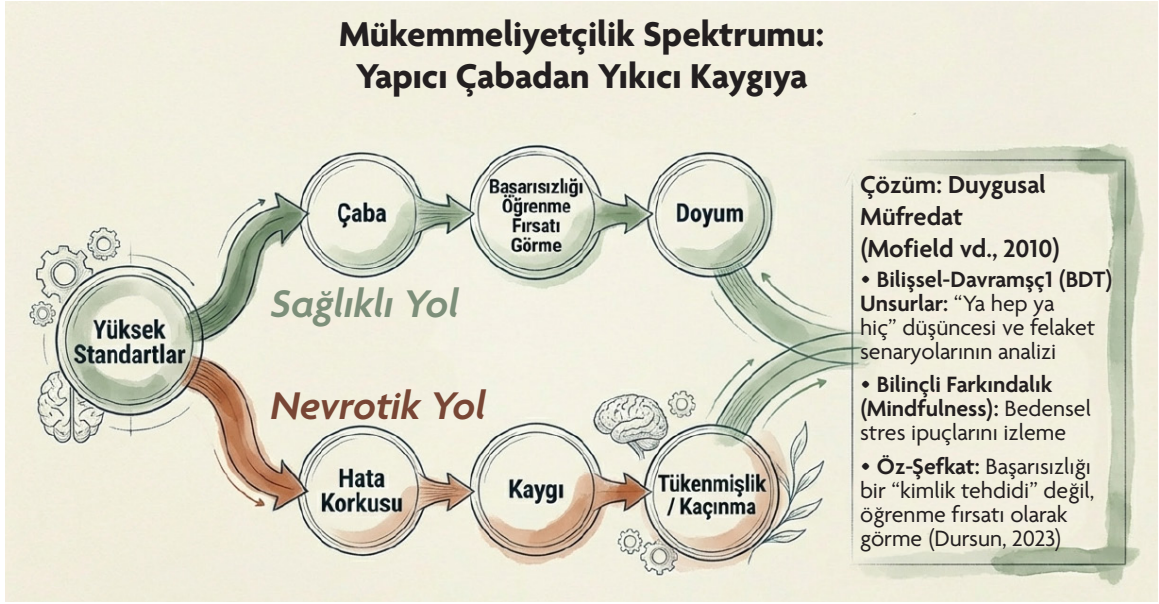 Mükemmeliyetçilik Spektrumu:
Yapıcı Çabadan Yıkıcı Kaygıya
Yüksek
Standartlar
Sağlıklı Yol
Çaba
Başarısızlığı
Öğrenme
Fırsatı
Görme
Doyum
Nevrotik Yol
Hata
Korkusu
Kaygı
Tükenmişlik
/ Kaçınma
Çözüm: Duygusal
Müfredat
(Mofield vd., 2010)
• Bilişsel-Davramşç1 (BDT)
Unsurlar: “Ya hep ya
hiç” düşüncesi ve felaket
senaryolarının analizi
• Bilinçli Farkındalık
(Mindfulness): Bedensel
stres ipuçlarını izleme
• Öz-Şefkat: Başarısızlığı
bir “kimlik tehdidi” değil,
öğrenme fırsatı olarak
görme (Dursun, 2023)